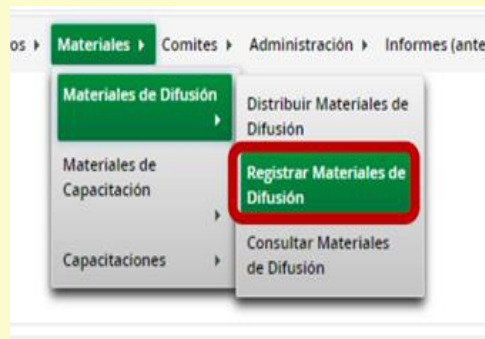 os Materiales Comites Administración Informes (ante
Materiales de Difusión
Distribuir Materiales de
Difusión
Materiales de
Capacitación
Registrar Materiales de
Difusión
Capacitaciones
Consultar Materiales
de Difusión